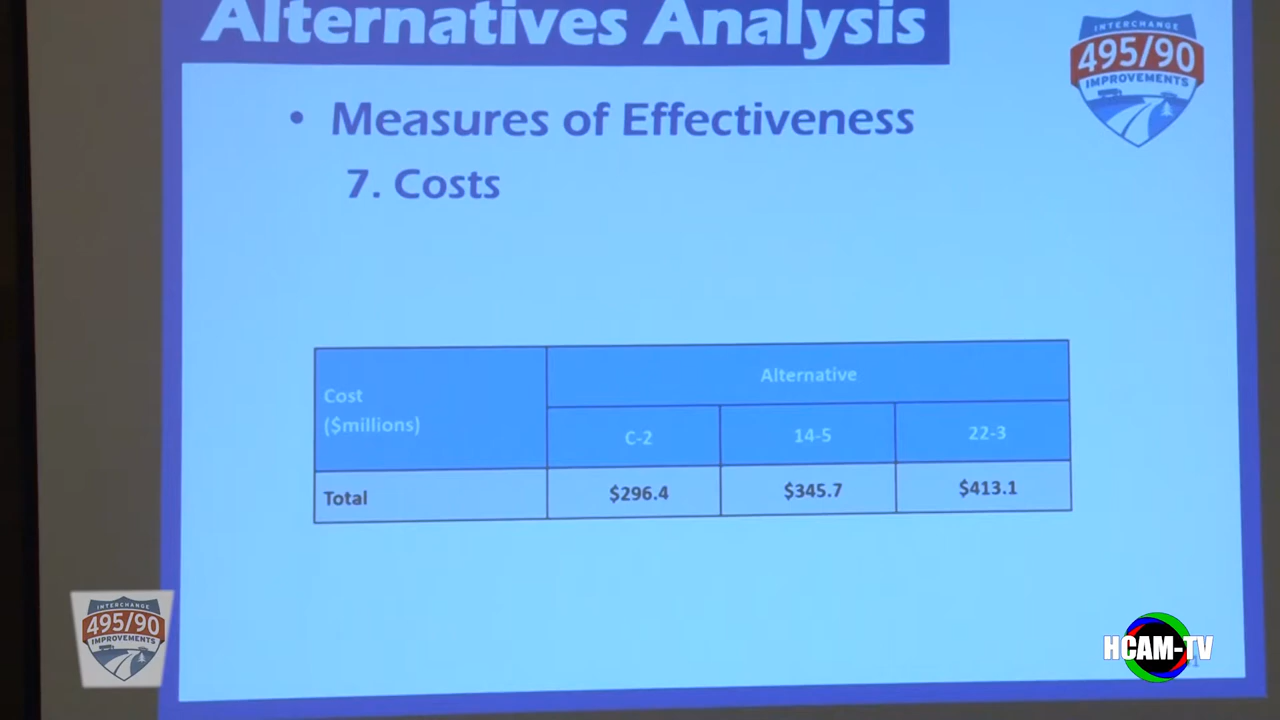 Alternatives Analysis
INTERCHANGE
495/90
IMPROVEMENTS
• Measures of Effectiveness
7. Costs
Cost
($millions)
Alternative
C-2 14-5 22-3
Total $296.4 $345.7 $413.1
INTERCHANGE
495/90
IMPROVEMENTS
HCAM-TV